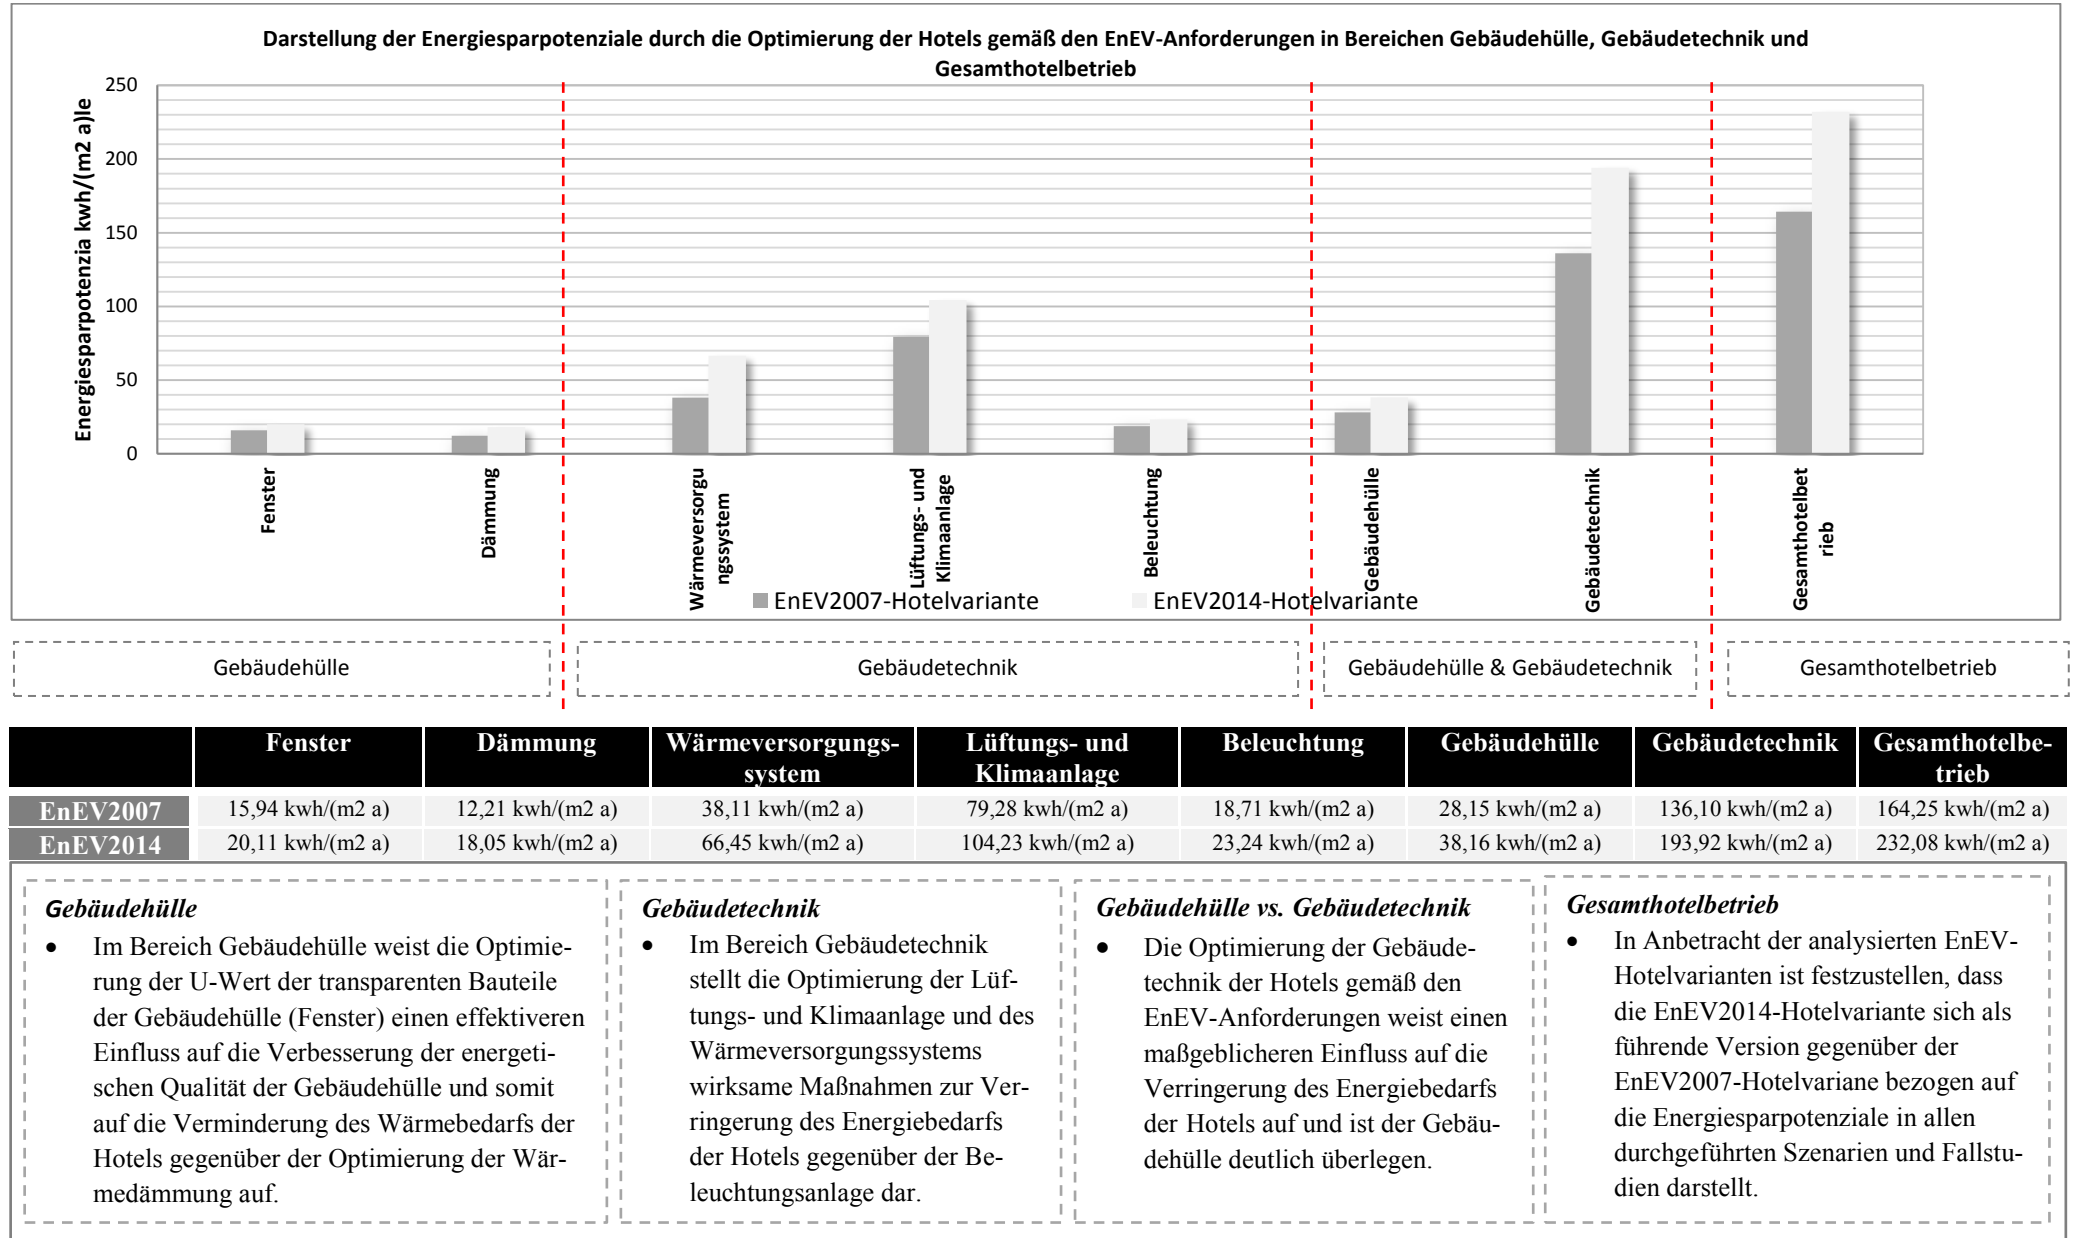 Darstellung der Energiesparpotenziale durch die Optimierung der Hotels gemäß den EnEV-Anforderungen in Bereichen Gebäudehülle, Gebäudetechnik und
Gesamthotelbetrieb
Energiesparpotenzia kwh/(m2 a)le
250
200
150
100
50
0
Fenster
Dämmung
Wärmeversorgu
ngssystem
Lüftungs- und
Klimaanlage
Beleuchtung
Gebäudehülle
Gebäudetechnik
Gesamthotelbet
rieb
EnEV2007-Hotelvariante
EnEV2014-Hotelvariante
Gebäudehülle
Gebäudetechnik
Gebäudehülle & Gebäudetechnik
Gesamthotelbetrieb
Fenster Dämmung Wärmeversorgungs- Lüftungs- und Beleuchtung Gebäudehülle Gebäudetechnik Gesamthotelbe-
system Klimaanlage trieb
EnEV2007 15,94 kwh/(m2 a) 12,21 kwh/(m2 a) 38,11 kwh/(m2 a) 79,28 kwh/(m2 a) 18,71 kwh/(m2 a) 28,15 kwh/(m2 a) 136,10 kwh/(m2 a) 164,25 kwh/(m2 a)
EnEV2014 20,11 kwh/(m2 a) 18,05 kwh/(m2 a) 66,45 kwh/(m2 a) 104,23 kwh/(m2 a) 23,24 kwh/(m2 a) 38,16 kwh/(m2 a) 193,92 kwh/(m2 a) 232,08 kwh/(m2 a)
Gebäudehülle
• Im Bereich Gebäudehülle weist die Optimie-
rung der U-Wert der transparenten Bauteile
der Gebäudehülle (Fenster) einen effektiveren
Einfluss auf die Verbesserung der energeti-
schen Qualität der Gebäudehülle und somit
auf die Verminderung des Wärmebedarfs der
Hotels gegenüber der Optimierung der Wär-
medämmung auf.
Gebäudetechnik
• Im Bereich Gebäudetechnik
stellt die Optimierung der Lüf-
tungs- und Klimaanlage und des
Wärmeversorgungssystems
wirksame Maßnahmen zur Ver-
ringerung des Energiebedarfs
der Hotels gegenüber der Be-
leuchtungsanlage dar.
Gebäudehülle vs. Gebäudetechnik
• Die Optimierung der Gebäude-
technik der Hotels gemäß den
EnEV-Anforderungen weist einen
maßgeblicheren Einfluss auf die
Verringerung des Energiebedarfs
der Hotels auf und ist der Gebäu-
dehülle deutlich überlegen.
Gesamthotelbetrieb
• In Anbetracht der analysierten EnEV-
Hotelvarianten ist festzustellen, dass
die EnEV2014-Hotelvariante sich als
führende Version gegenüber der
EnEV2007-Hotelvariane bezogen auf
die Energiesparpotenziale in allen
durchgeführten Szenarien und Fallstu-
dien darstellt.